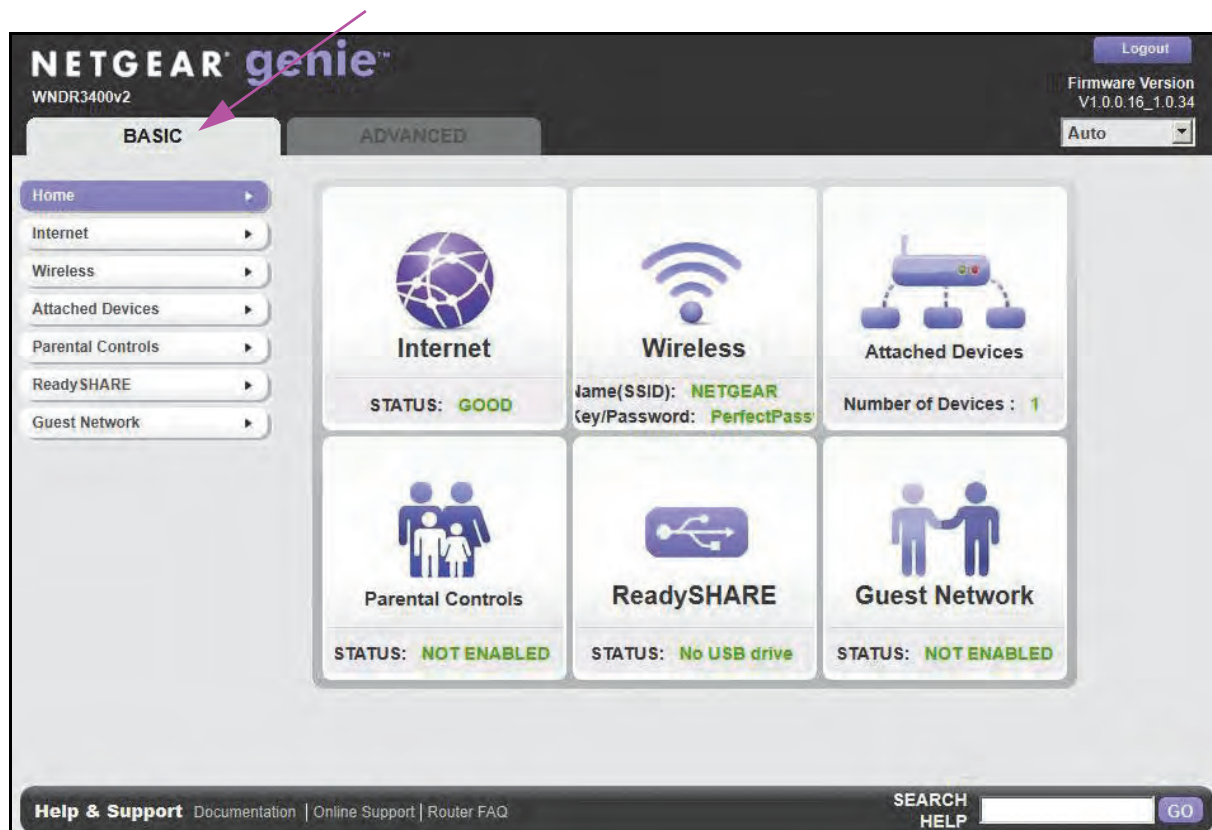 NETGEAR® genie™
WNDR3400v2
Logout
Firmware Version
V1.0.0.16_1.0.34
Auto
BASIC
ADVANCED
Home
Internet
Wireless
Attached Devices
Parental Controls
ReadySHARE
Guest Network
Internet
STATUS: GOOD
Wireless
Name(SSID): NETGEAR
Key/Password: PerfectPass
Attached Devices
Number of Devices : 1
Parental Controls
STATUS: NOT ENABLED
ReadySHARE
STATUS: No USB drive
Guest Network
STATUS: NOT ENABLED
Help & Support Documentation | Online Support | Router FAQ
SEARCH
HELP
GO